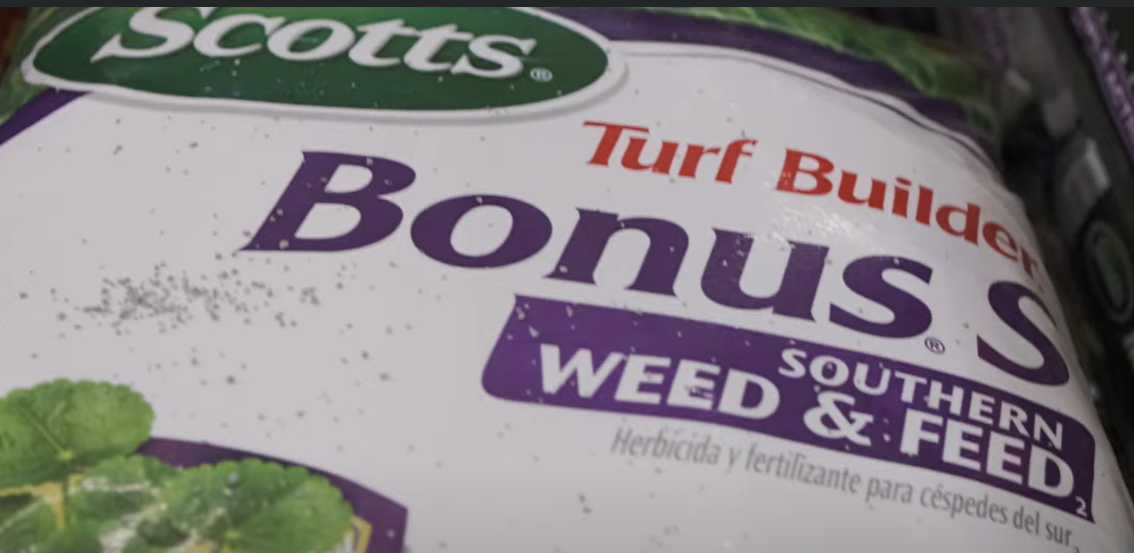 Scotts®
Turf Builder
Bonus® S
SOUTHERN
WEED & FEED2
Herbicida y fertilizante para céspedes del sur